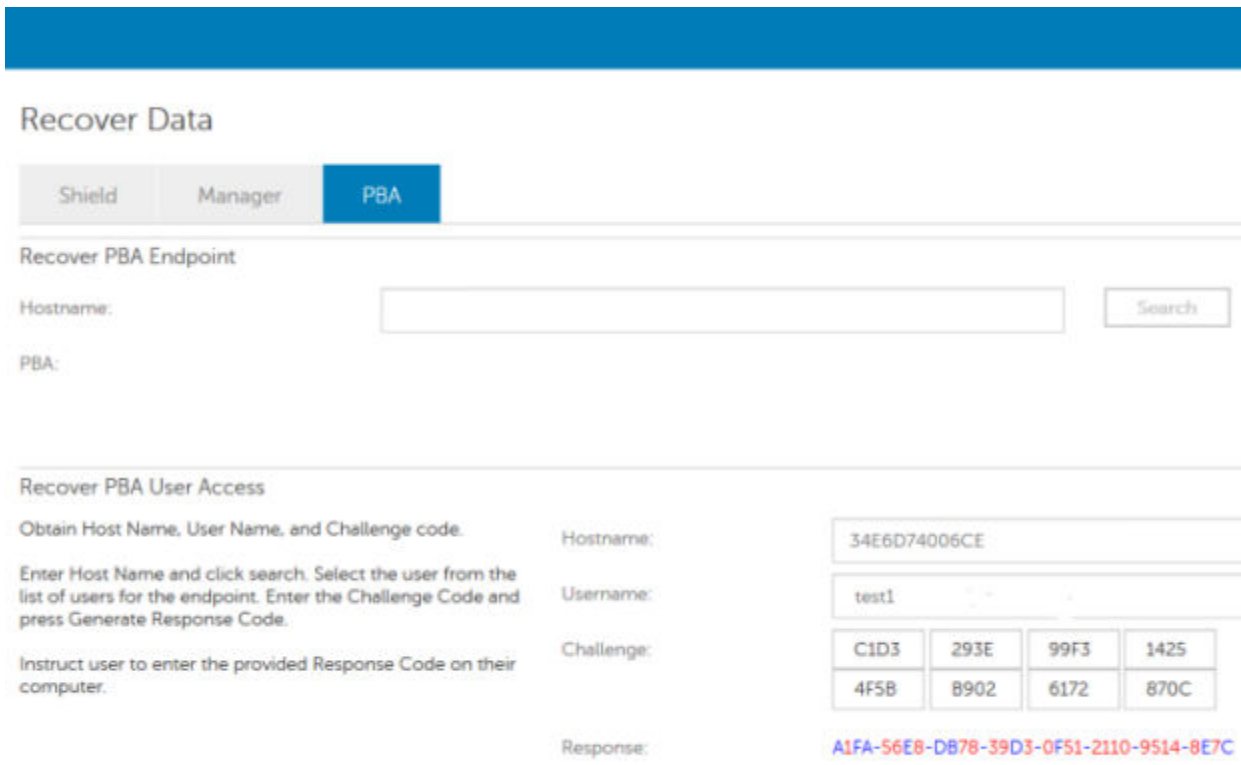 Recover Data
Shield Manager PBA
Recover PBA Endpoint
Hostname:
Search
PBA:
Recover PBA User Access
Obtain Host Name, User Name, and Challenge code.
Enter Host Name and click search. Select the user from the
list of users for the endpoint. Enter the Challenge Code and
press Generate Response Code.
Instruct user to enter the provided Response Code on their
computer.
Hostname: 34E6D74006CE
Username: test1
Challenge: C1D3 293E 99F3 1425
4F5B B902 6172 870C
Response: A1FA-56E8-DB78-39D3-0F51-2110-9514-8E7C